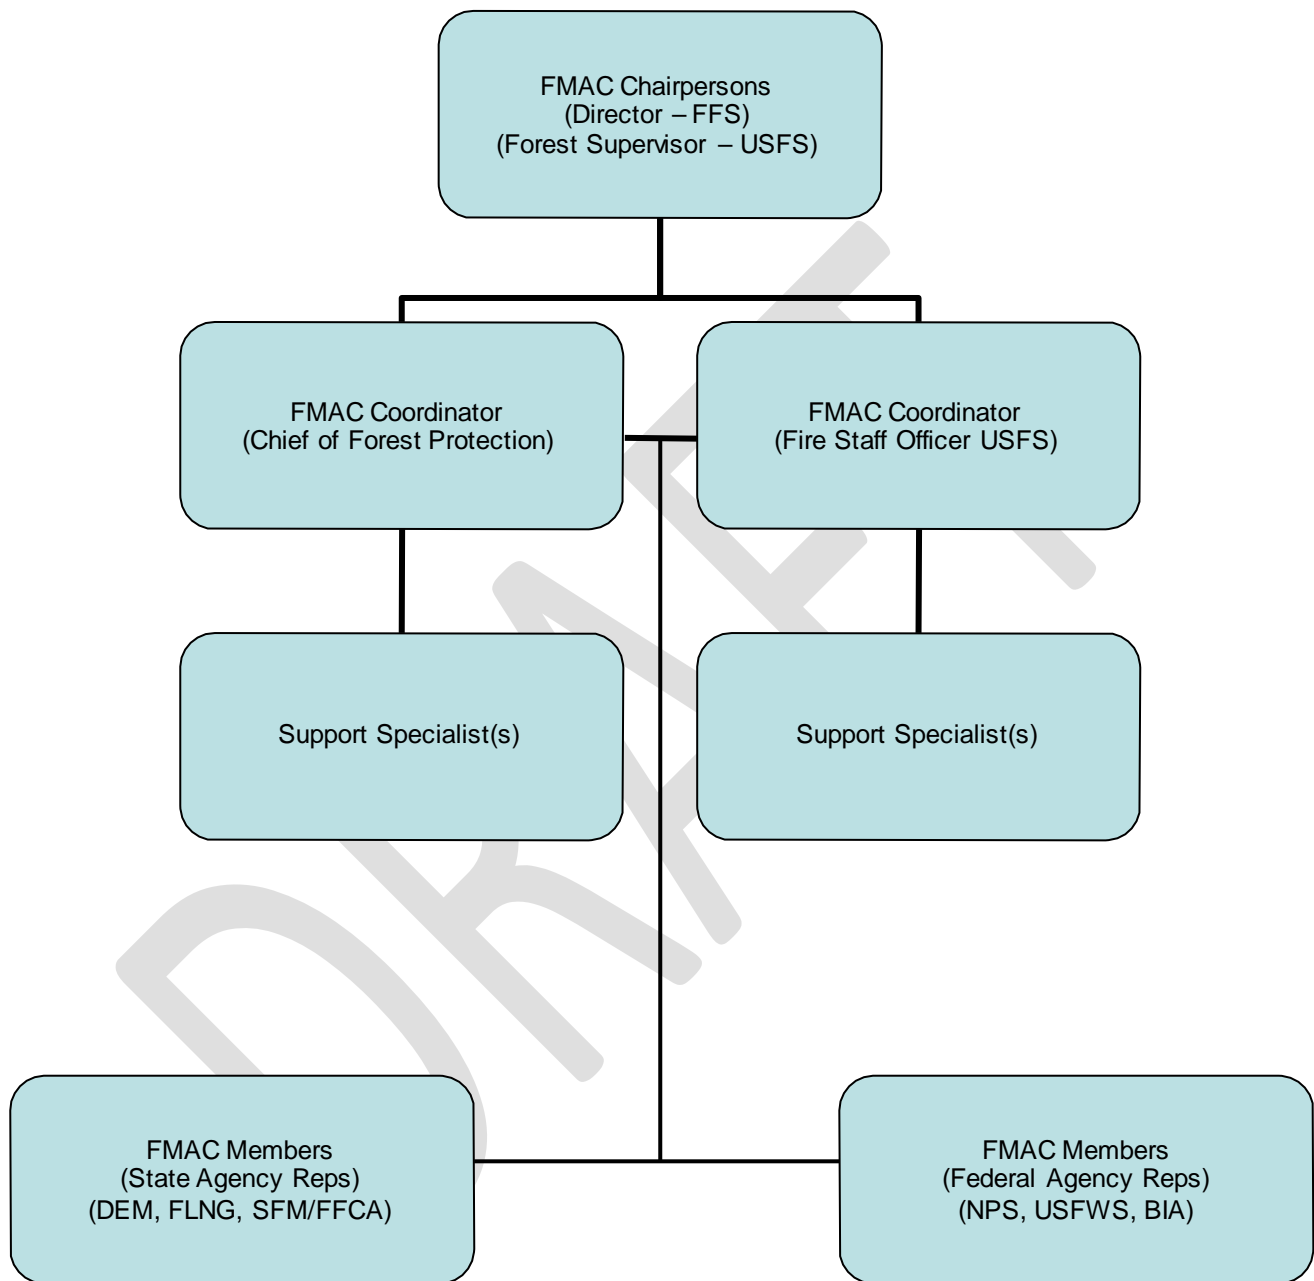 FMAC Chairpersons
(Director – FFS)
(Forest Supervisor – USFS)
FMAC Coordinator
(Chief of Forest Protection)
FMAC Coordinator
(Fire Staff Officer USFS)
Support Specialist(s)
Support Specialist(s)
FMAC Members
(State Agency Reps)
(DEM, FLNG, SFM/FFCA)
FMAC Members
(Federal Agency Reps)
(NPS, USFWS, BIA)
DRAFT